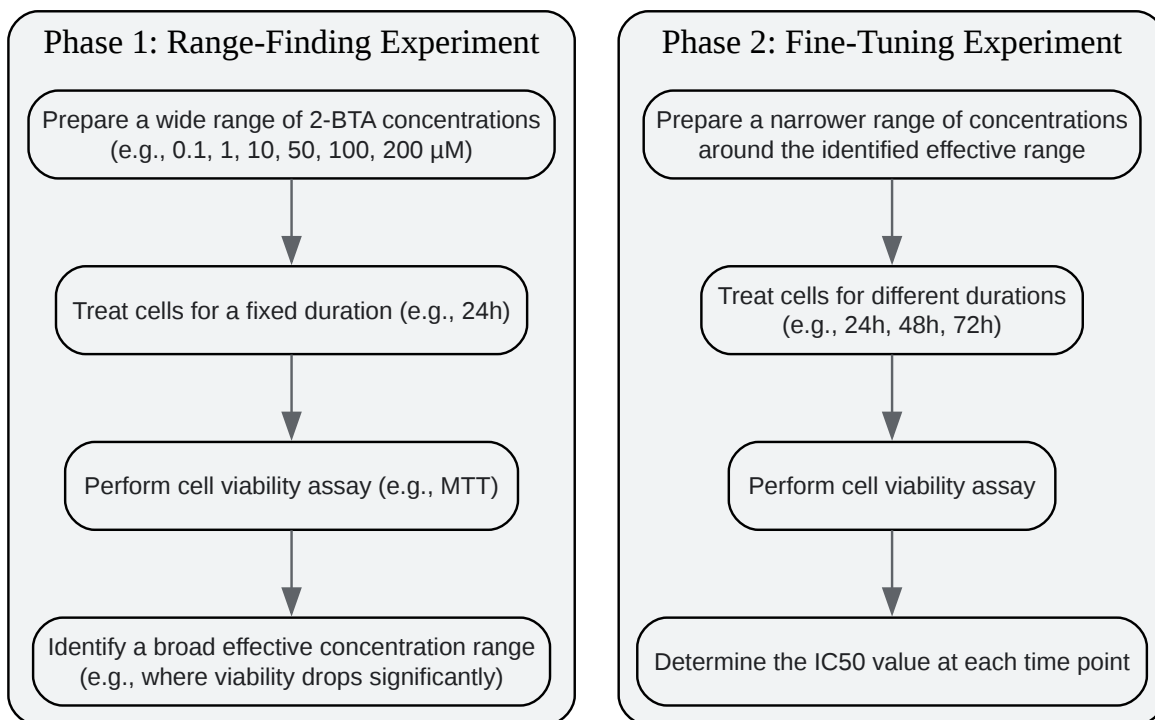 Phase 1: Range-Finding Experiment
Prepare a wide range of 2-BTA concentrations
(e.g., 0.1, 1, 10, 50, 100, 200 µM)
Treat cells for a fixed duration (e.g., 24h)
Perform cell viability assay (e.g., MTT)
Identify a broad effective concentration range
(e.g., where viability drops significantly)
Phase 2: Fine-Tuning Experiment
Prepare a narrower range of concentrations
around the identified effective range
Treat cells for different durations
(e.g., 24h, 48h, 72h)
Perform cell viability assay
Determine the IC50 value at each time point